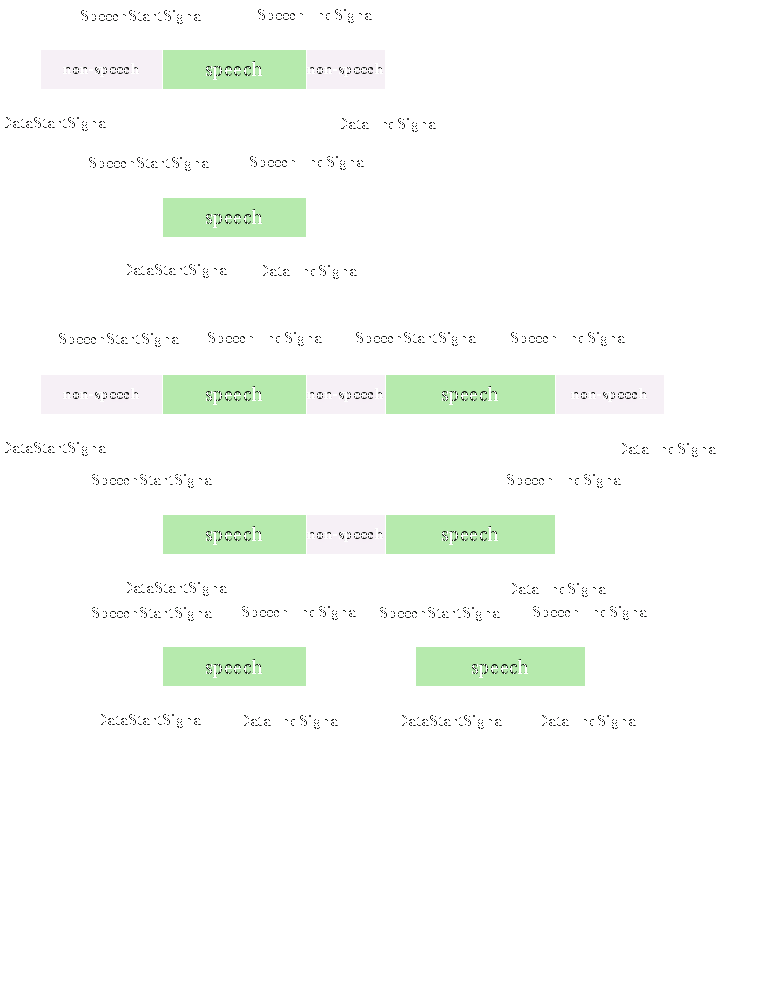 SpeechStartSignal SpeechEndSignal
non-speech speech non-speech
DataStartSignal DataEndSignal
SpeechStartSignal SpeechEndSignal
speech
DataStartSignal DataEndSignal
SpeechStartSignal SpeechEndSignal SpeechStartSignal SpeechEndSignal
non-speech speech non-speech speech non-speech
DataStartSignal DataEndSignal
SpeechStartSignal SpeechEndSignal
speech non-speech speech
DataStartSignal DataEndSignal
SpeechStartSignal SpeechEndSignal SpeechStartSignal SpeechEndSignal
speech speech
DataStartSignal DataEndSignal DataStartSignal DataEndSignal